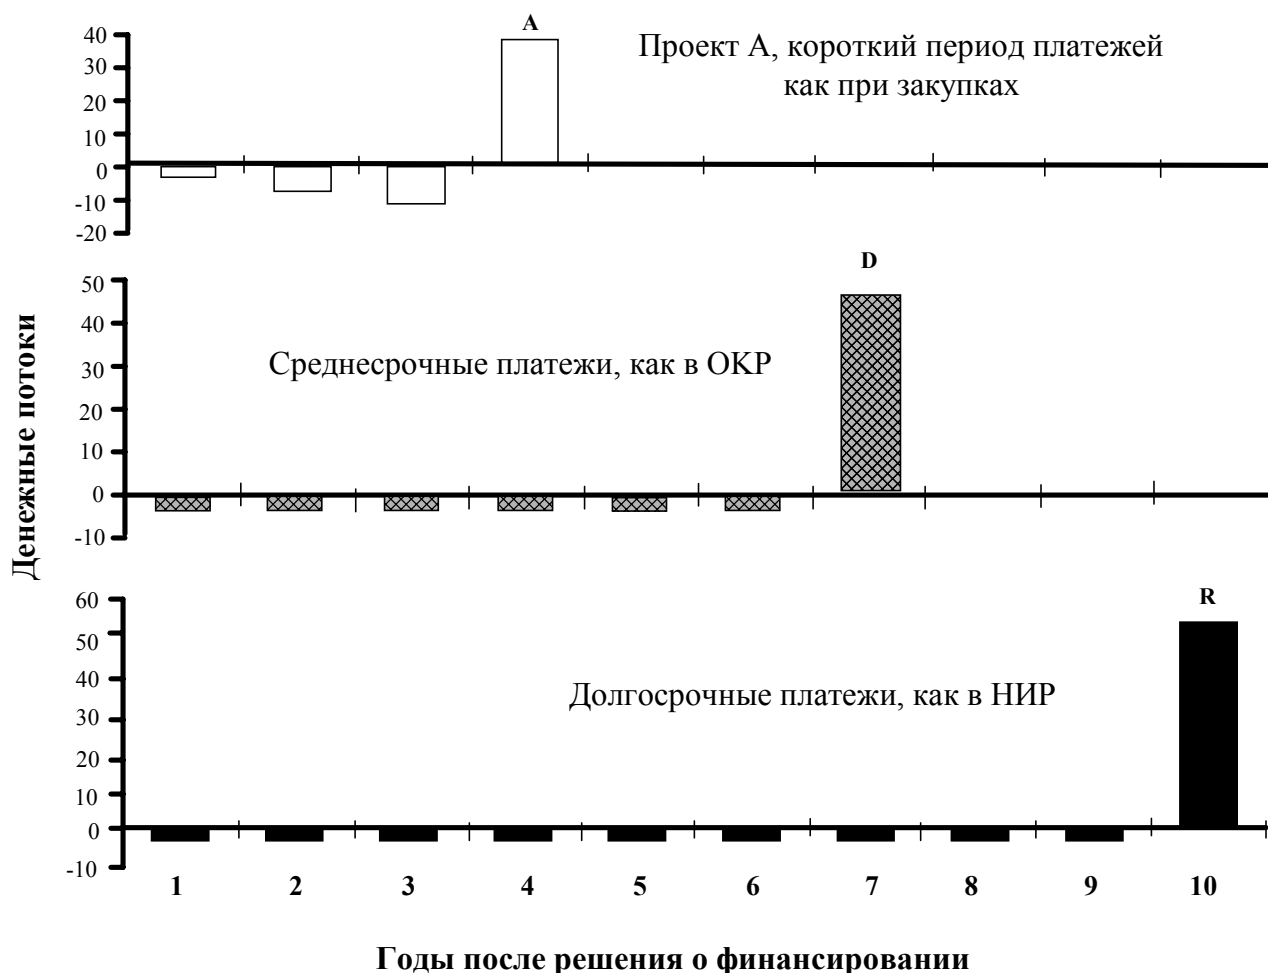 A
Проект А, короткий период платежей
как при закупках
40
30
20
10
0
-10
-20
D
Среднесрочные платежи, как в ОКР
50
40
30
20
10
0
-10
Денежные потоки
R
Долгосрочные платежи, как в НИР
60
50
40
30
20
10
0
-10
1 2 3 4 5 6 7 8 9 10
Годы после решения о финансировании